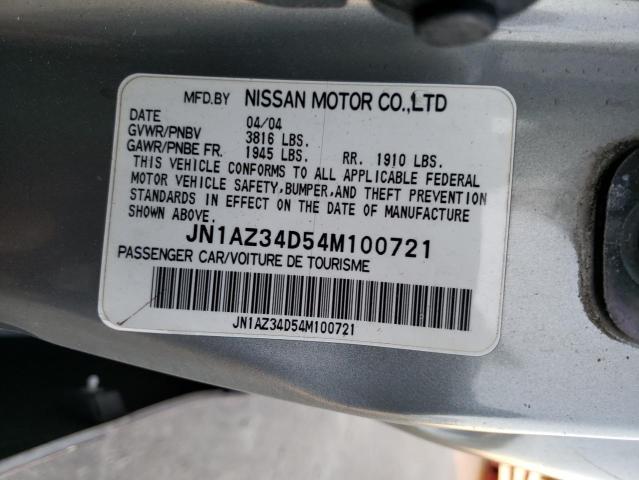 MFD.BY NISSAN MOTOR CO.,LTD
DATE 04/04
GVWR/PNBV 3816 LBS.
GAWR/PNBE FR. 1945 LBS. RR. 1910 LBS.
THIS VEHICLE CONFORMS TO ALL APPLICABLE FEDERAL
MOTOR VEHICLE SAFETY, BUMPER, AND THEFT PREVENTION
STANDARDS IN EFFECT ON THE DATE OF MANUFACTURE
SHOWN ABOVE.
JN1AZ34D54M100721
PASSENGER CAR/VOITURE DE TOURISME
JN1AZ34D54M100721